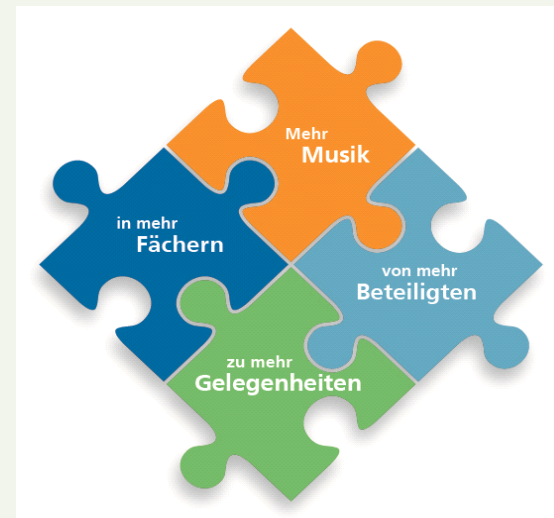 Mehr
Musik
in mehr
Fächern
von mehr
Beteiligten
zu mehr
Gelegenheiten